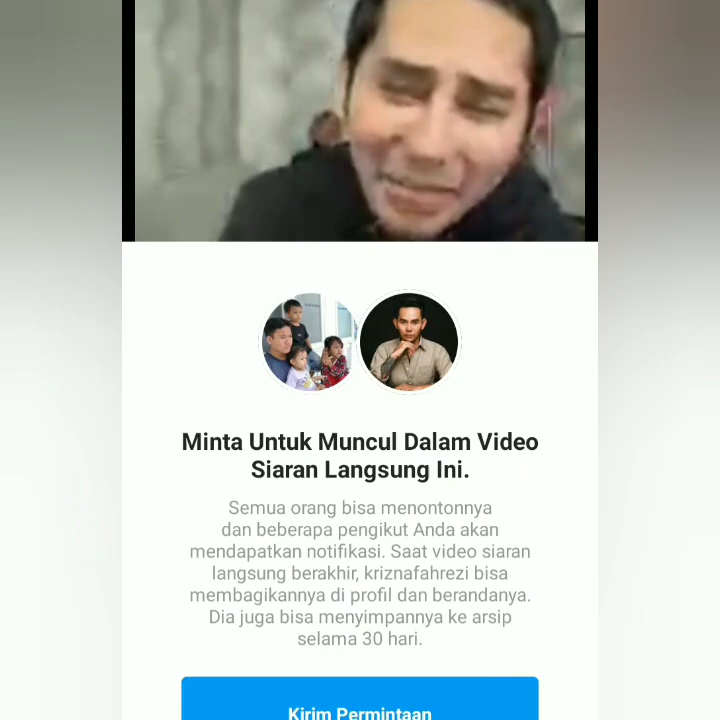 Minta Untuk Muncul Dalam Video
Siaran Langsung Ini.
Semua orang bisa menontonnya
dan beberapa pengikut Anda akan
mendapatkan notifikasi. Saat video siaran
langsung berakhir, kriznafahrezi bisa
membagikannya di profil dan berandanya.
Dia juga bisa menyimpannya ke arsip
selama 30 hari.
Kirim Permintaan